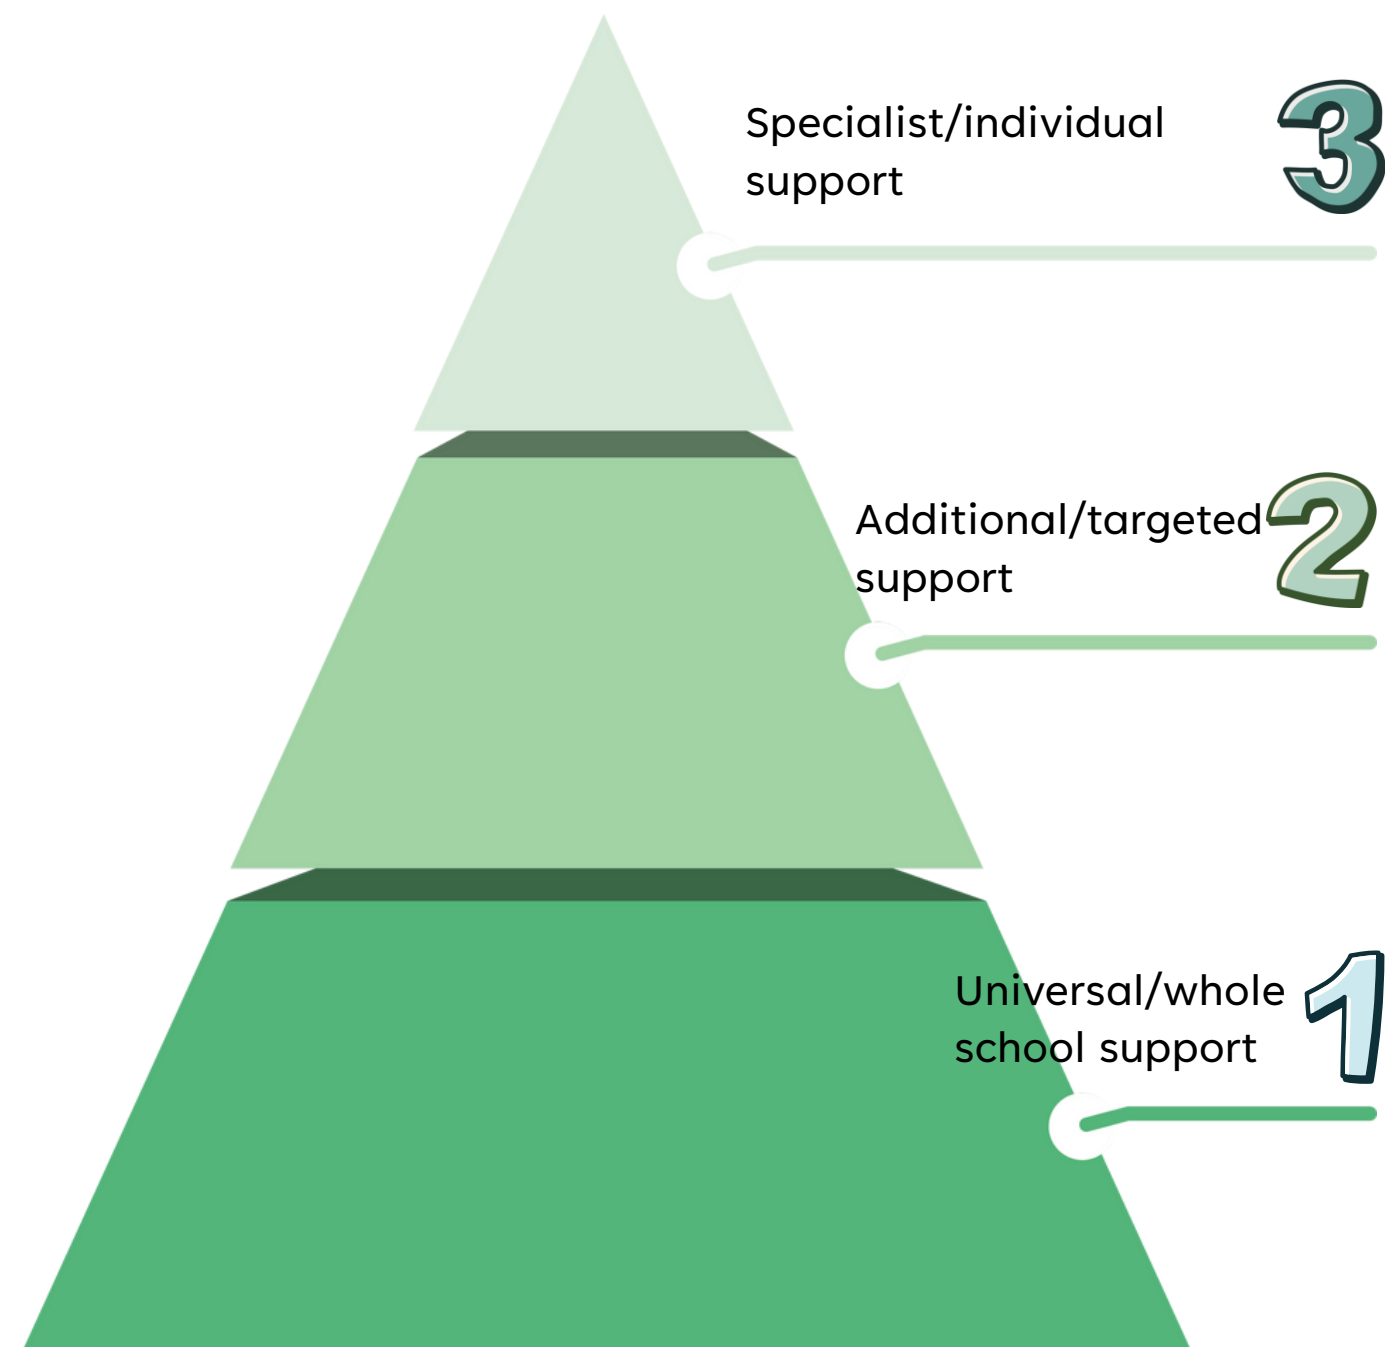 Specialist/individual
support
3
Additional/targeted
support
2
Universal/whole
school support
1